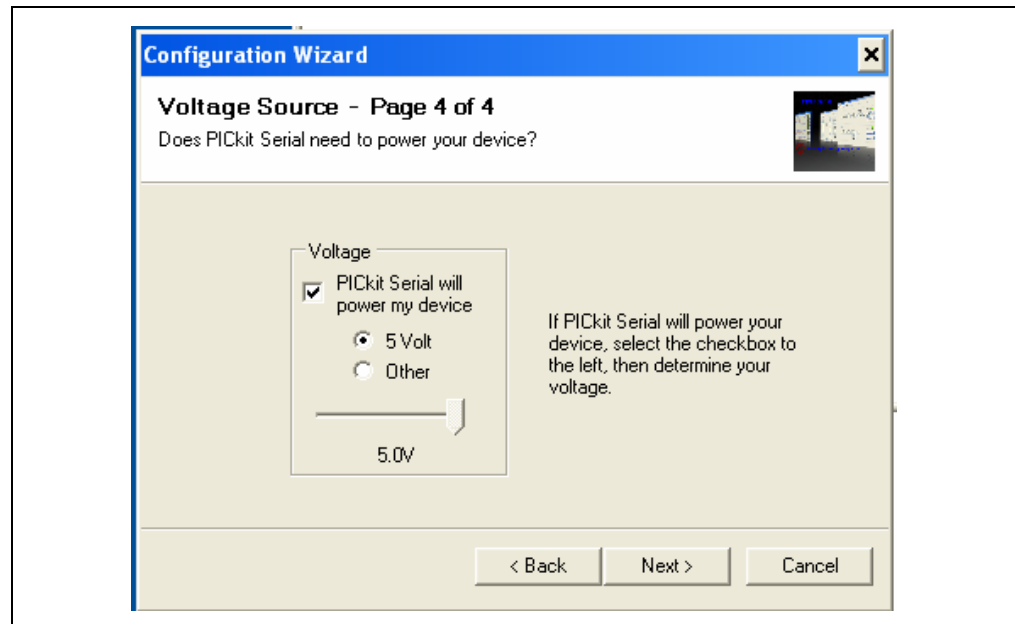 Configuration Wizard
Voltage Source - Page 4 of 4
Does PICkit Serial need to power your device?
Voltage
PICkit Serial will
power my device
5 Volt
Other
5.0V
If PICkit Serial will power your
device, select the checkbox to
the left, then determine your
voltage.
< Back
Next >
Cancel